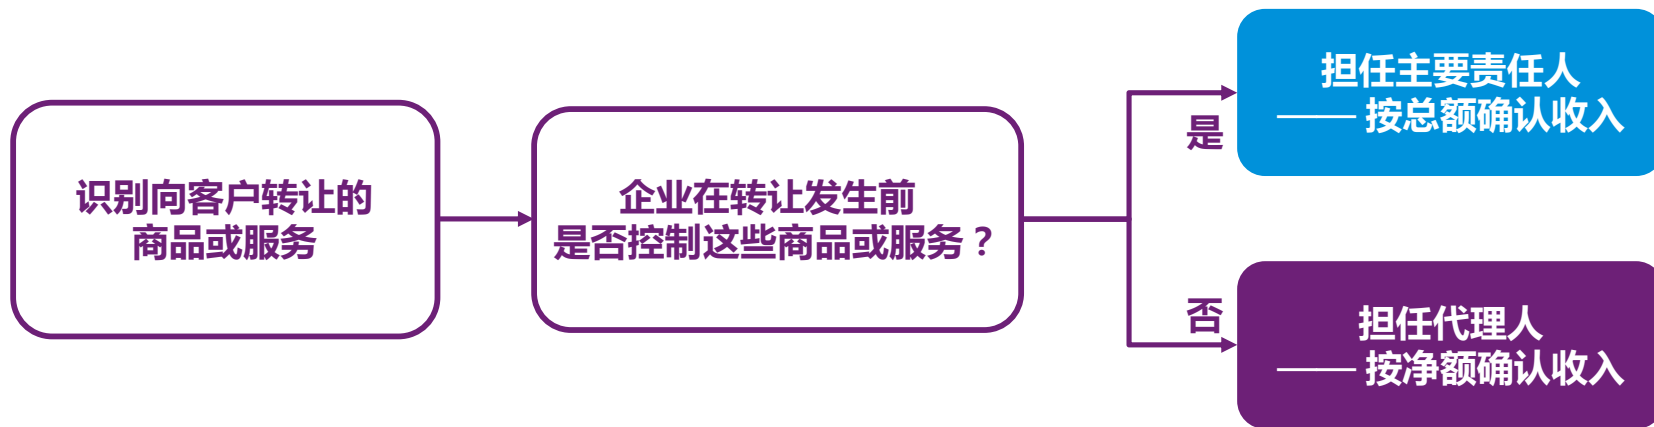 识别向客户转让的
商品或服务
企业在转让发生前
是否控制这些商品或服务？
是
担任主要责任人
—— 按总额确认收入
否
担任代理人
—— 按净额确认收入